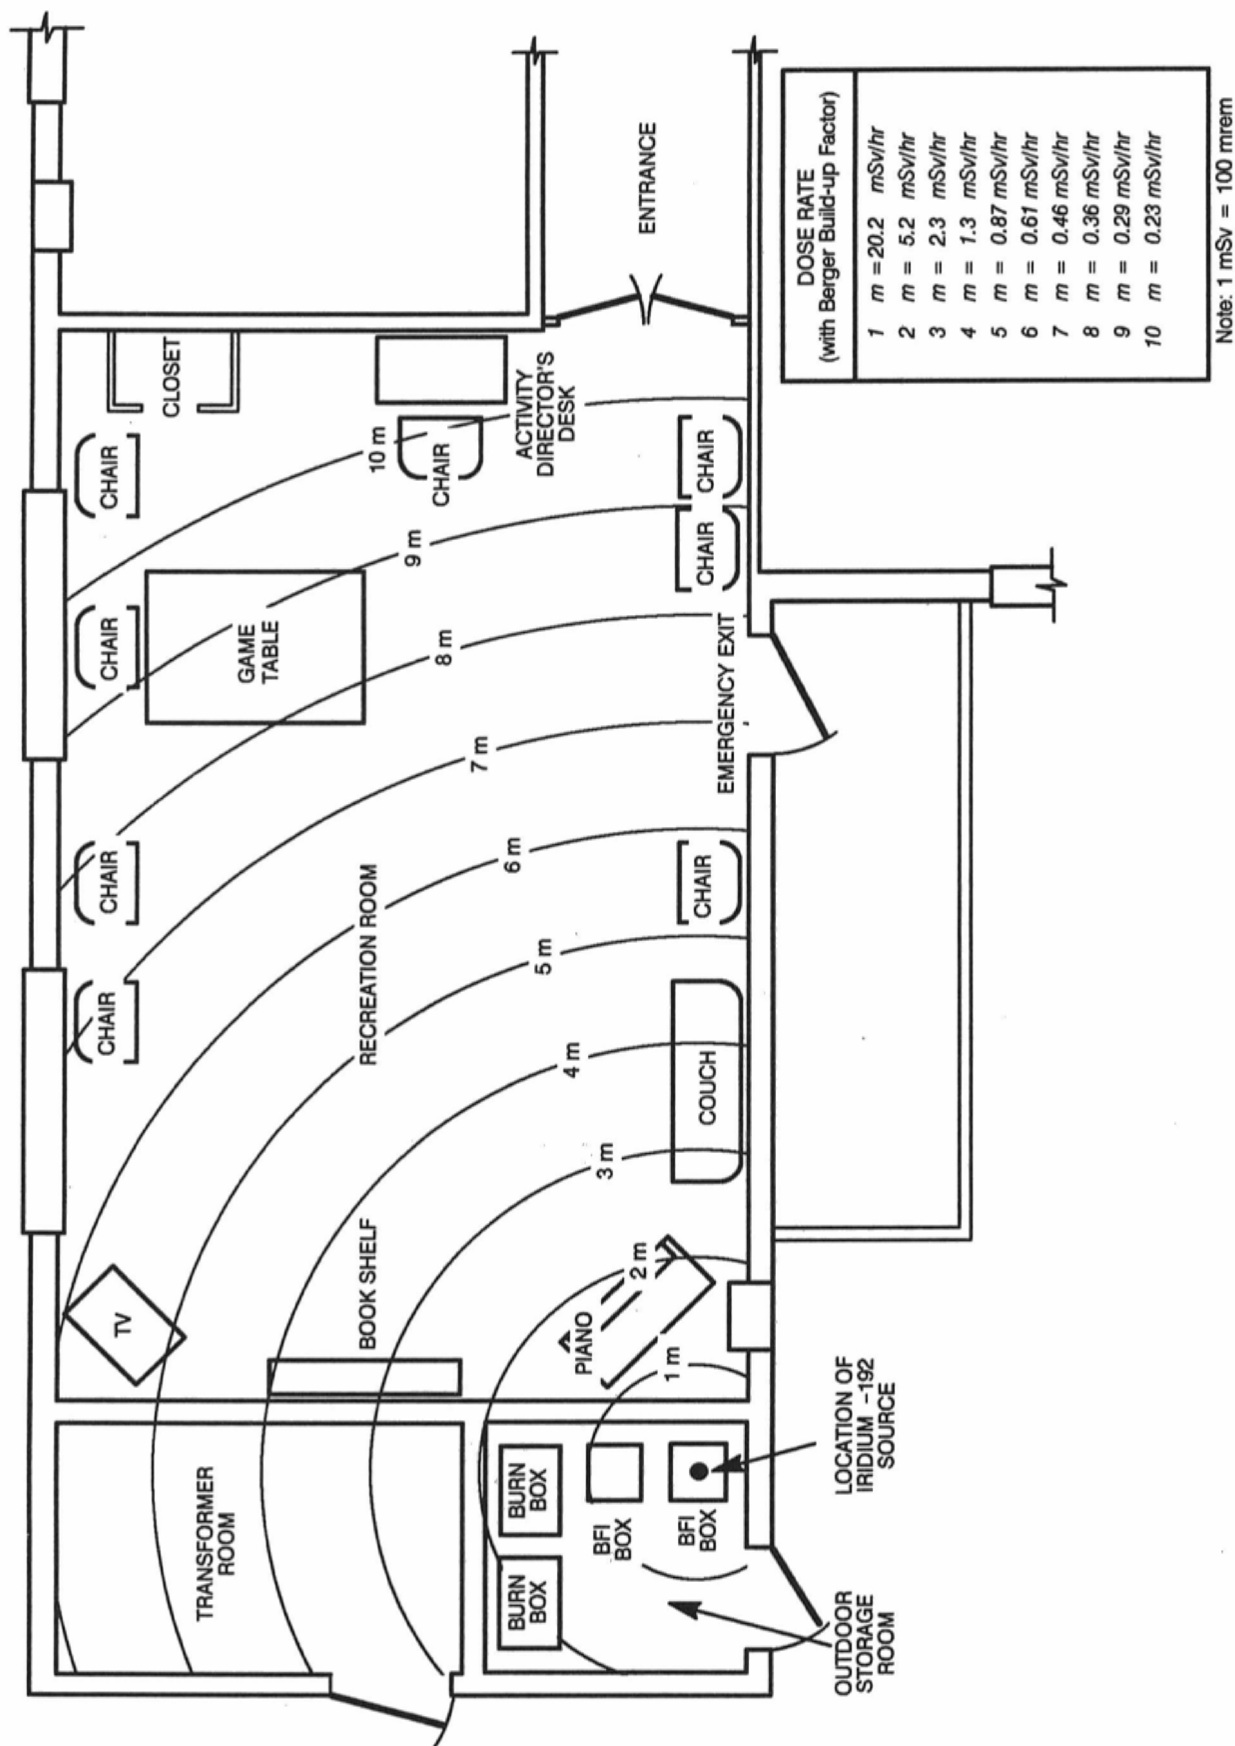 TRANSFORMER
ROOM
TV
CHAIR
CHAIR
CHAIR
CHAIR
CLOSET
BOOK SHELF
RECREATION ROOM
GAME
TABLE
10 m
9 m
8 m
7 m
6 m
5 m
4 m
3 m
2 m
1 m
CHAIR
ACTIVITY
DIRECTOR'S
DESK
BURN
BOX
BURN
BOX
BFI
BOX
BFI
BOX
PIANO
COUCH
CHAIR
EMERGENCY EXIT
CHAIR
CHAIR
ENTRANCE
OUTDOOR
STORAGE
ROOM
LOCATION OF
IRIDIUM -192
SOURCE
DOSE RATE
(with Berger Build-up Factor)
1 m = 20.2 mSv/hr
2 m = 5.2 mSv/hr
3 m = 2.3 mSv/hr
4 m = 1.3 mSv/hr
5 m = 0.87 mSv/hr
6 m = 0.61 mSv/hr
7 m = 0.46 mSv/hr
8 m = 0.36 mSv/hr
9 m = 0.29 mSv/hr
10 m = 0.23 mSv/hr
Note: 1 mSv = 100 mrem